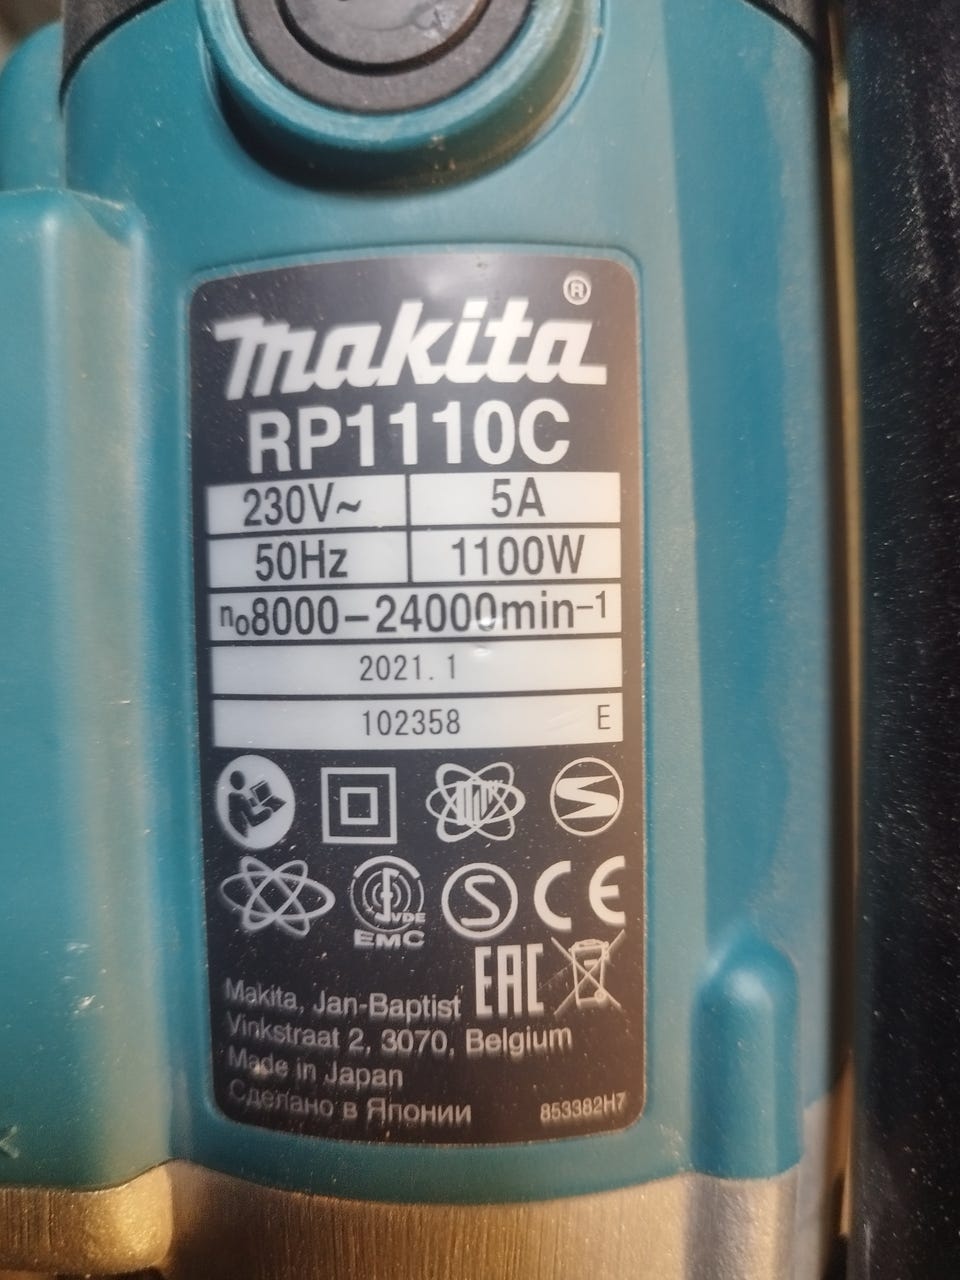 makita®
RP1110C
230V~ 5A
50Hz 1100W
n₀8000–24000min⁻¹
2021. 1
102358 E
VDE
EMC
S CE
EAC
Makita, Jan-Baptist
Vinkstraat 2, 3070, Belgium
Made in Japan
Сделано в Японии 853382H7